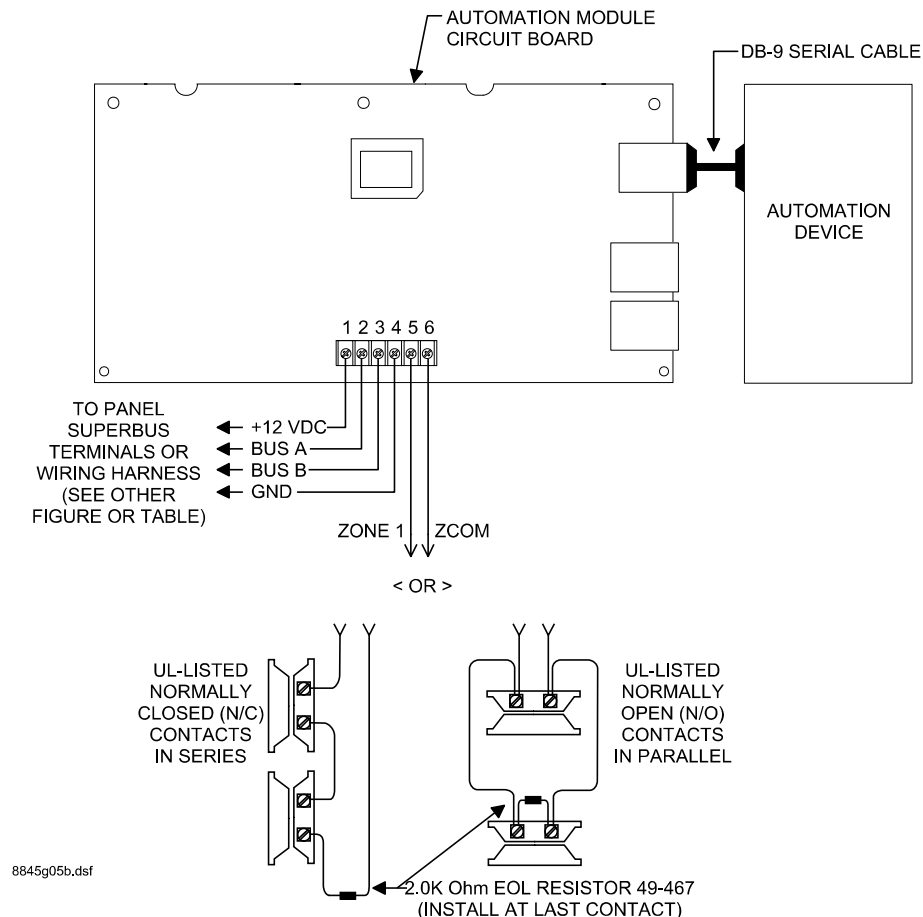 AUTOMATION MODULE
CIRCUIT BOARD
DB-9 SERIAL CABLE
AUTOMATION
DEVICE
1 2 3 4 5 6
TO PANEL
SUPERBUS
TERMINALS OR
WIRING HARNESS
(SEE OTHER
FIGURE OR TABLE)
+12 VDC
BUS A
BUS B
GND
ZONE 1
ZCOM
< OR >
UL-LISTED
NORMALLY
CLOSED (N/C)
CONTACTS
IN SERIES
UL-LISTED
NORMALLY
OPEN (N/O)
CONTACTS
IN PARALLEL
8845g05b.dsf
2.0K Ohm EOL RESISTOR 49-467
(INSTALL AT LAST CONTACT)